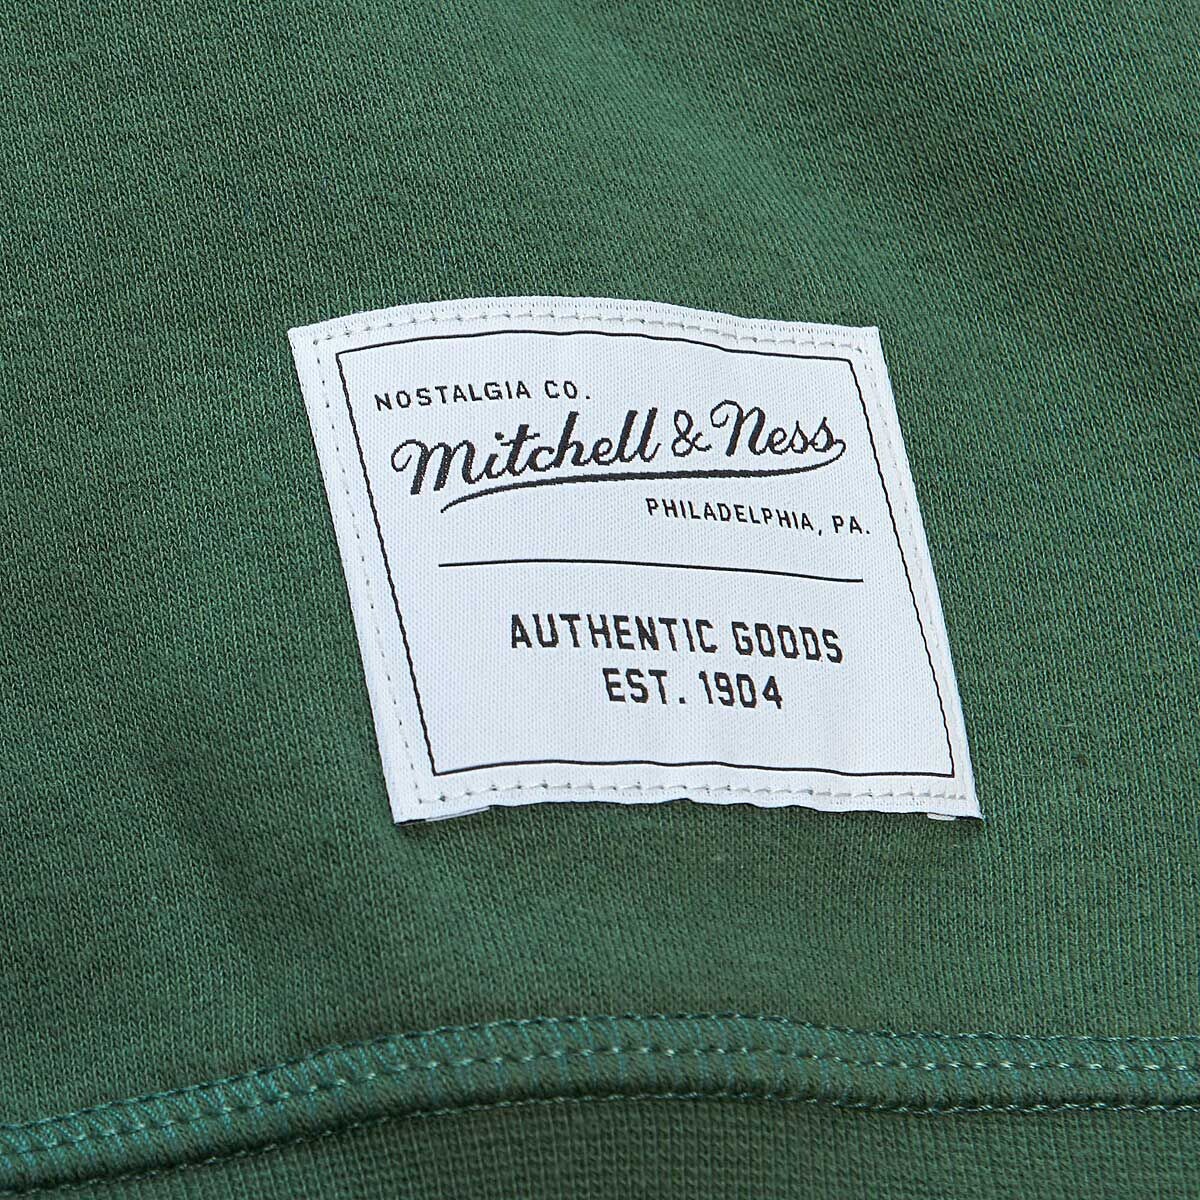 NOSTALGIA CO.
Mitchell & Ness
PHILADELPHIA, PA.
AUTHENTIC GOODS
EST. 1904